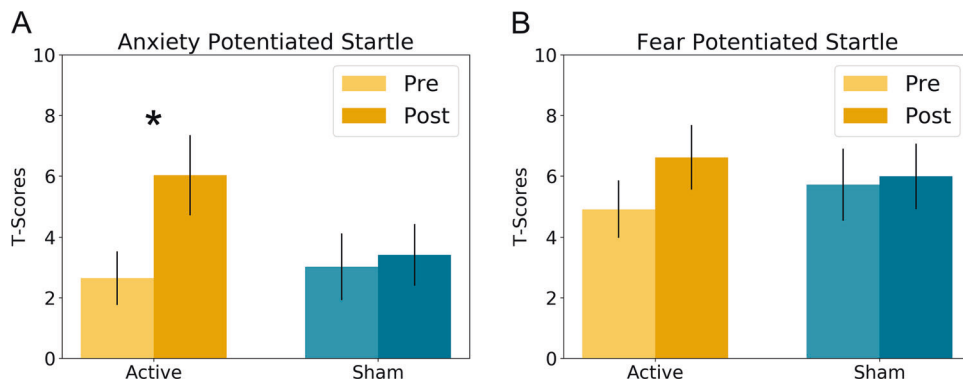 A
Anxiety Potentiated Startle
T-Scores
10
8
6
4
2
0
*
Pre
Post
Active
Sham
B
Fear Potentiated Startle
T-Scores
10
8
6
4
2
0
Pre
Post
Active
Sham